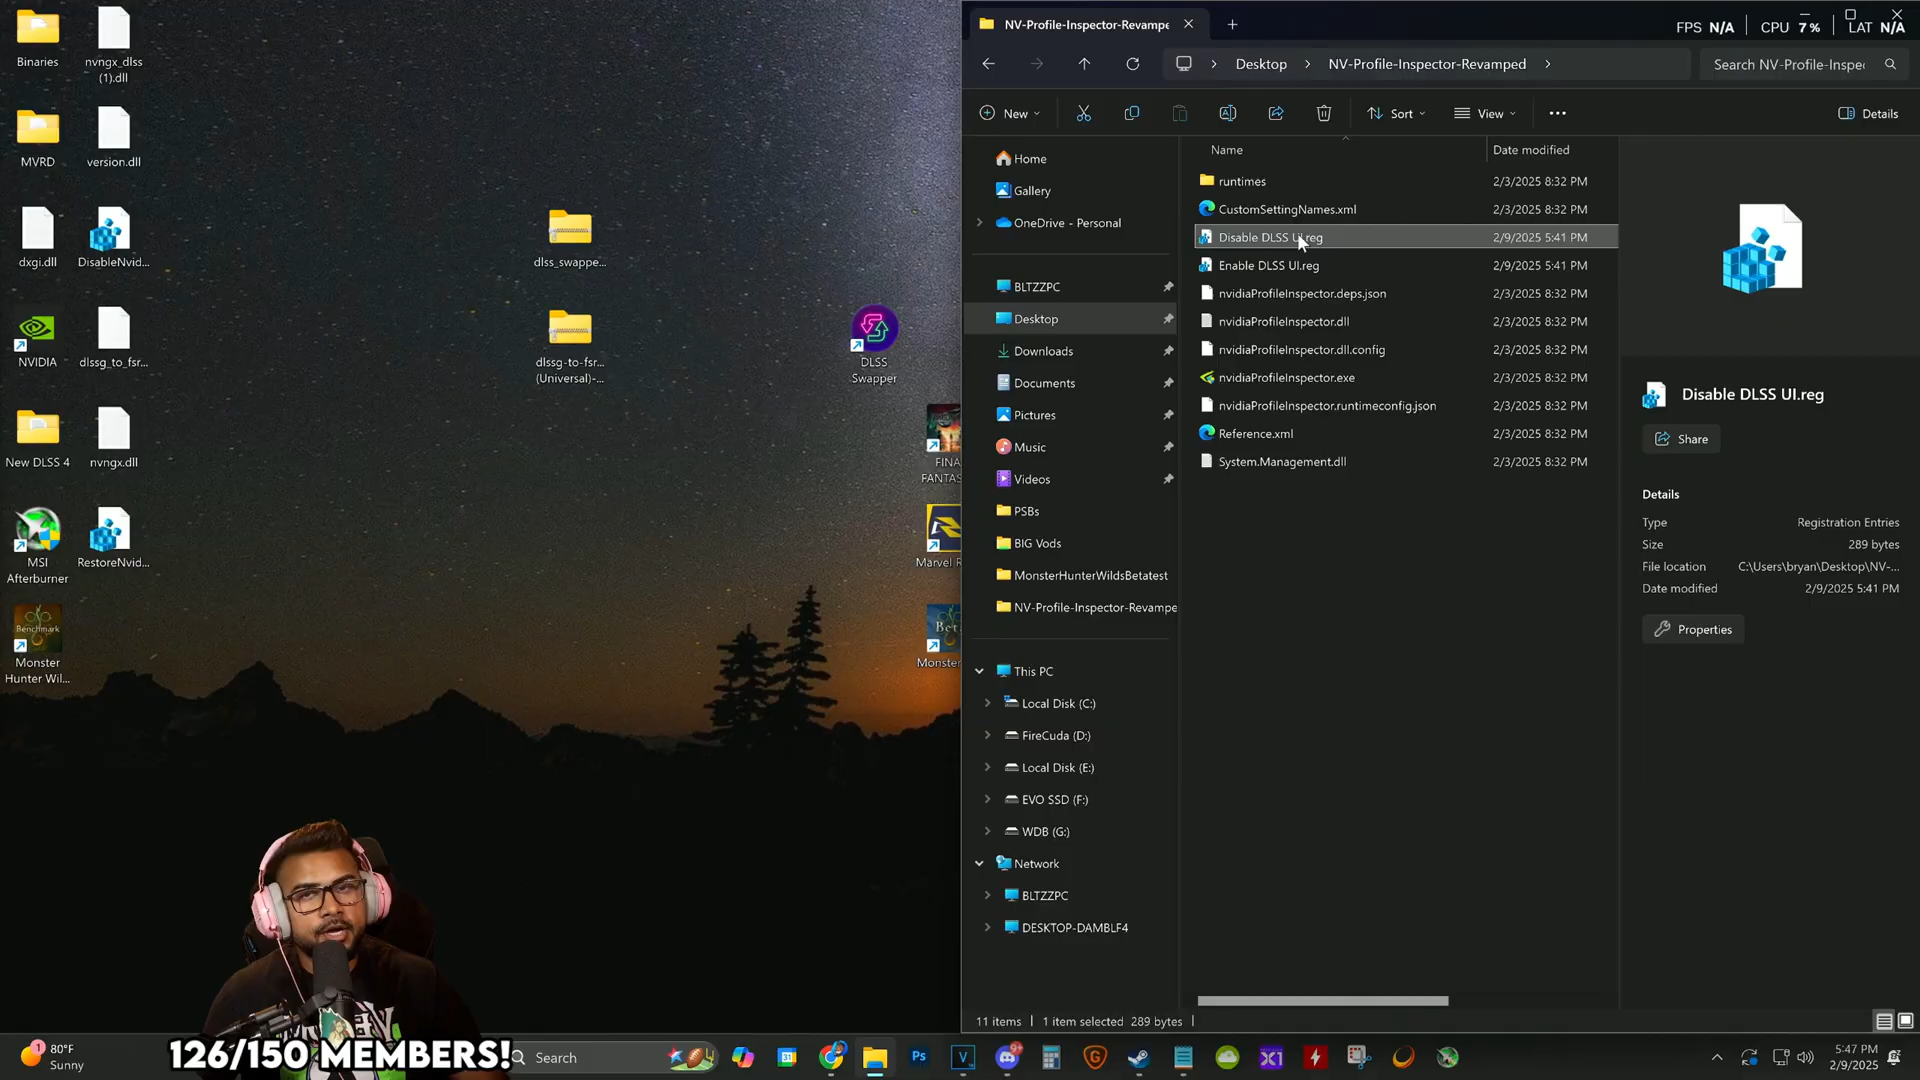 Binaries
nvngx_dlss
(1).dll
MVRD
version.dll
dxgi.dll
DisableNvid...
dlss_swappe...
NVIDIA
dlssg_to_fsr...
dlssg-to-fsr...
(Universal)-...
DLSS
Swapper
New DLSS 4
nvngx.dll
FINA
FANTAS
MSI
Afterburner
RestoreNvid...
Marvel R
Benchmark
Monster
Hunter Wil...
Bet
Monster
NV-Profile-Inspector-Revampe
FPS N/A
CPU 7%
LAT N/A
Desktop
NV-Profile-Inspector-Revamped
Search NV-Profile-Inspe
New
Sort
View
Details
Home
Gallery
OneDrive - Personal
BLTZZPC
Desktop
Downloads
Documents
Pictures
Music
Videos
PSBs
BIG Vods
MonsterHunterWildsBetatest
NV-Profile-Inspector-Revampe
This PC
Local Disk (C:)
FireCuda (D:)
Local Disk (E:)
EVO SSD (F:)
WDB (G:)
Network
BLTZZPC
DESKTOP-DAMBLF4
Name Date modified
runtimes 2/3/2025 8:32 PM
CustomSettingNames.xml 2/3/2025 8:32 PM
Disable DLSS UI.reg 2/9/2025 5:41 PM
Enable DLSS UI.reg 2/9/2025 5:41 PM
nvidiaProfileInspector.deps.json 2/3/2025 8:32 PM
nvidiaProfileInspector.dll 2/3/2025 8:32 PM
nvidiaProfileInspector.dll.config 2/3/2025 8:32 PM
nvidiaProfileInspector.exe 2/3/2025 8:32 PM
nvidiaProfileInspector.runtimeconfig.json 2/3/2025 8:32 PM
Reference.xml 2/3/2025 8:32 PM
System.Management.dll 2/3/2025 8:32 PM
Disable DLSS UI.reg
Share
Details
Type Registration Entries
Size 289 bytes
File location C:\Users\bryan\Desktop\NV-...
Date modified 2/9/2025 5:41 PM
Properties
11 items 1 item selected 289 bytes
1
80°F
Sunny
126/150 MEMBERS!
Search
Ps
V
X1
5:47 PM
2/9/2025